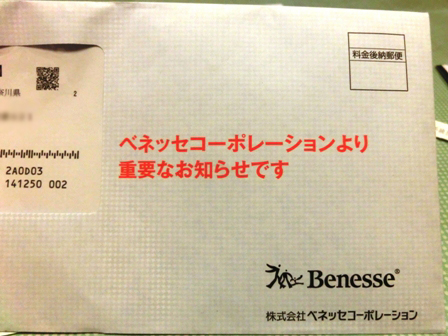 料金後納郵便
2
2A0D03
141250 002
ベネッセコーポレーションより
重要なお知らせです
Benesse®
株式会社ベネッセコーポレーション